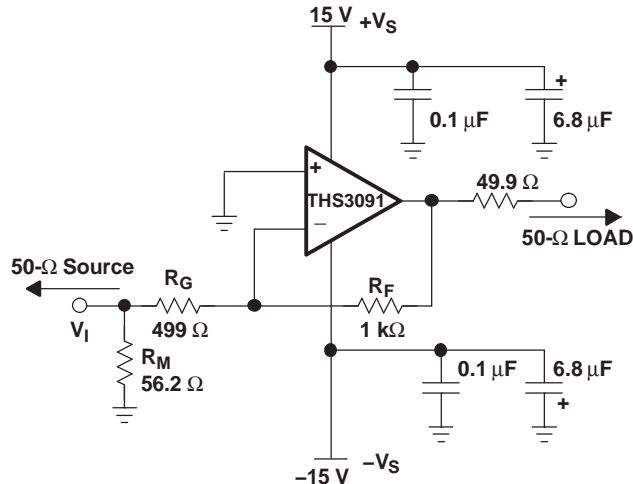 15 V
+VS
+
0.1 μF
6.8 μF
+
THS3091
−
49.9 Ω
50-Ω LOAD
50-Ω Source
RG
499 Ω
RF
1 kΩ
VI
RM
56.2 Ω
0.1 μF
6.8 μF
+
−15 V
−VS